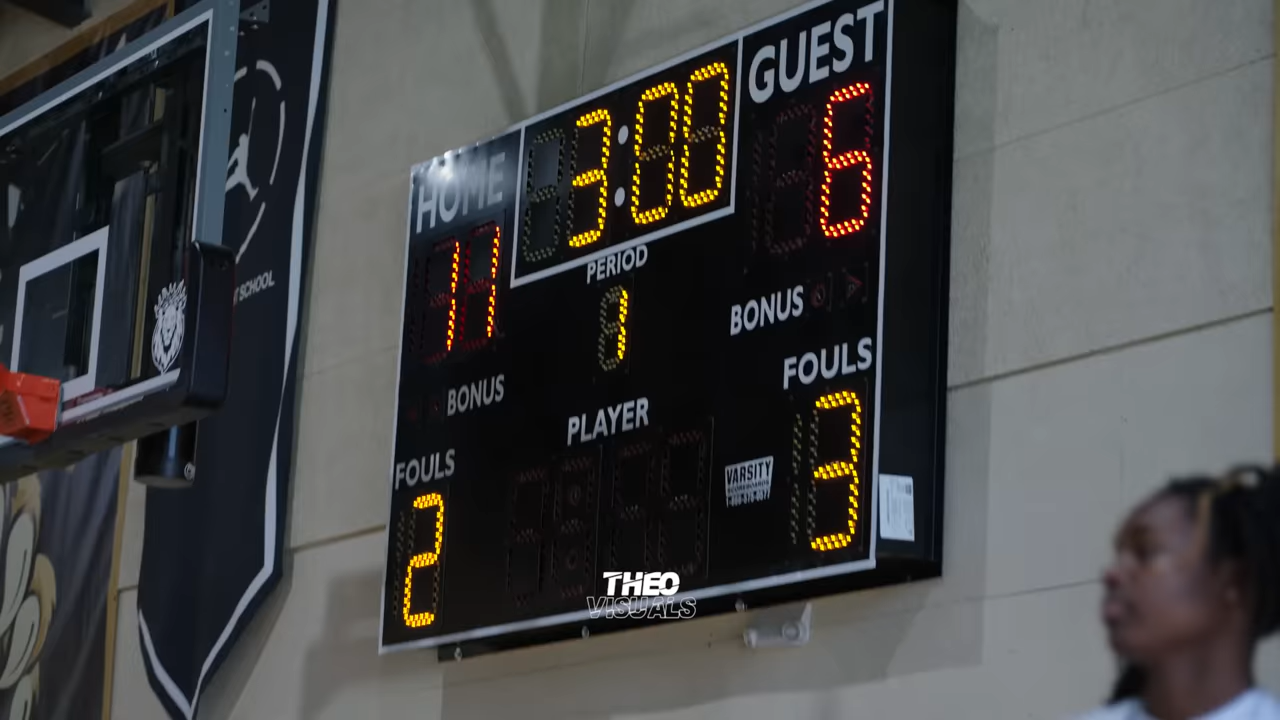 HOME
3:00
GUEST
11
6
PERIOD
1
BONUS
BONUS
FOULS
PLAYER
FOULS
2
3
VARSITY
SCOREBOARDS
THEO
VISUALS
SCHOOL